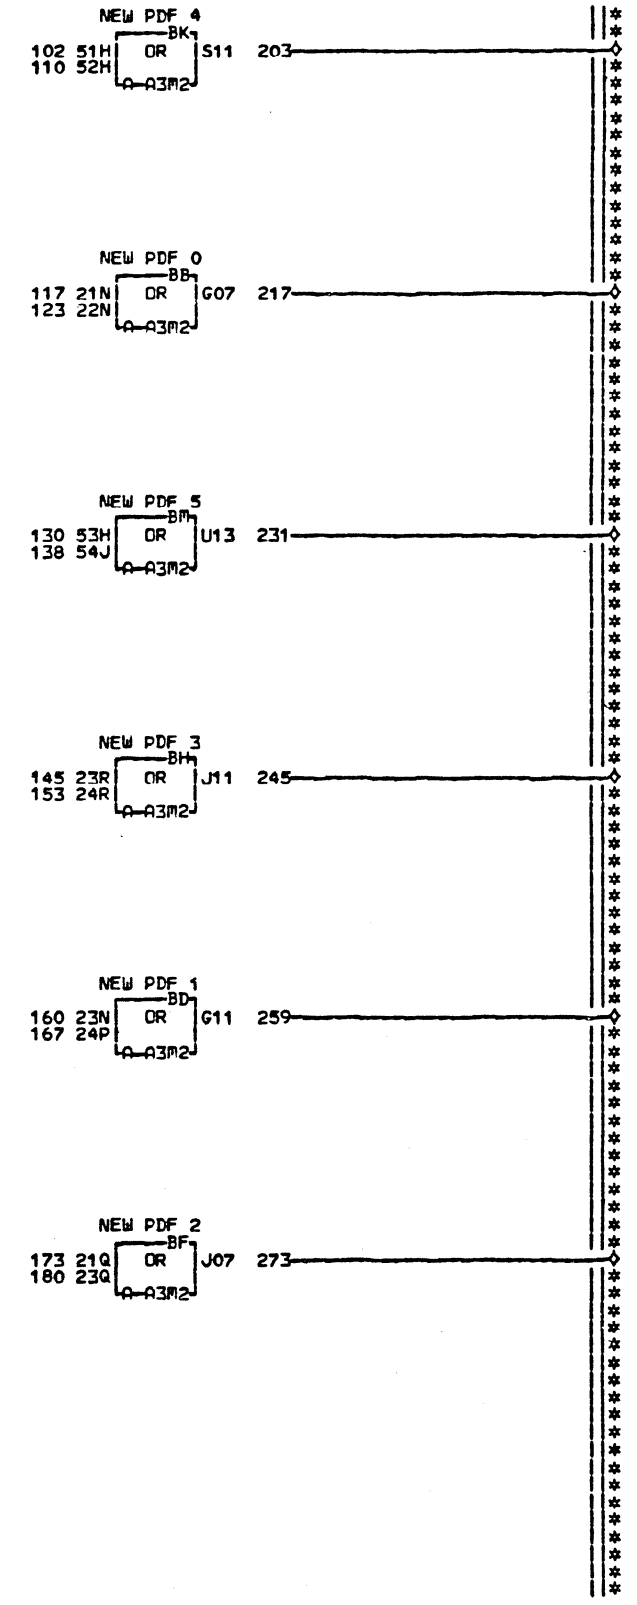 NEW PDF 4
BK
102 51H OR S11 203
110 52H
A A3M2
NEW PDF 0
BB
117 21N OR G07 217
123 22N
A A3M2
NEW PDF 5
BM
130 53H OR U13 231
138 54J
A A3M2
NEW PDF 3
BH
145 23R OR J11 245
153 24R
A A3M2
NEW PDF 1
BD
160 23N OR G11 259
167 24P
A A3M2
NEW PDF 2
BF
173 21Q OR J07 273
180 23Q
A A3M2